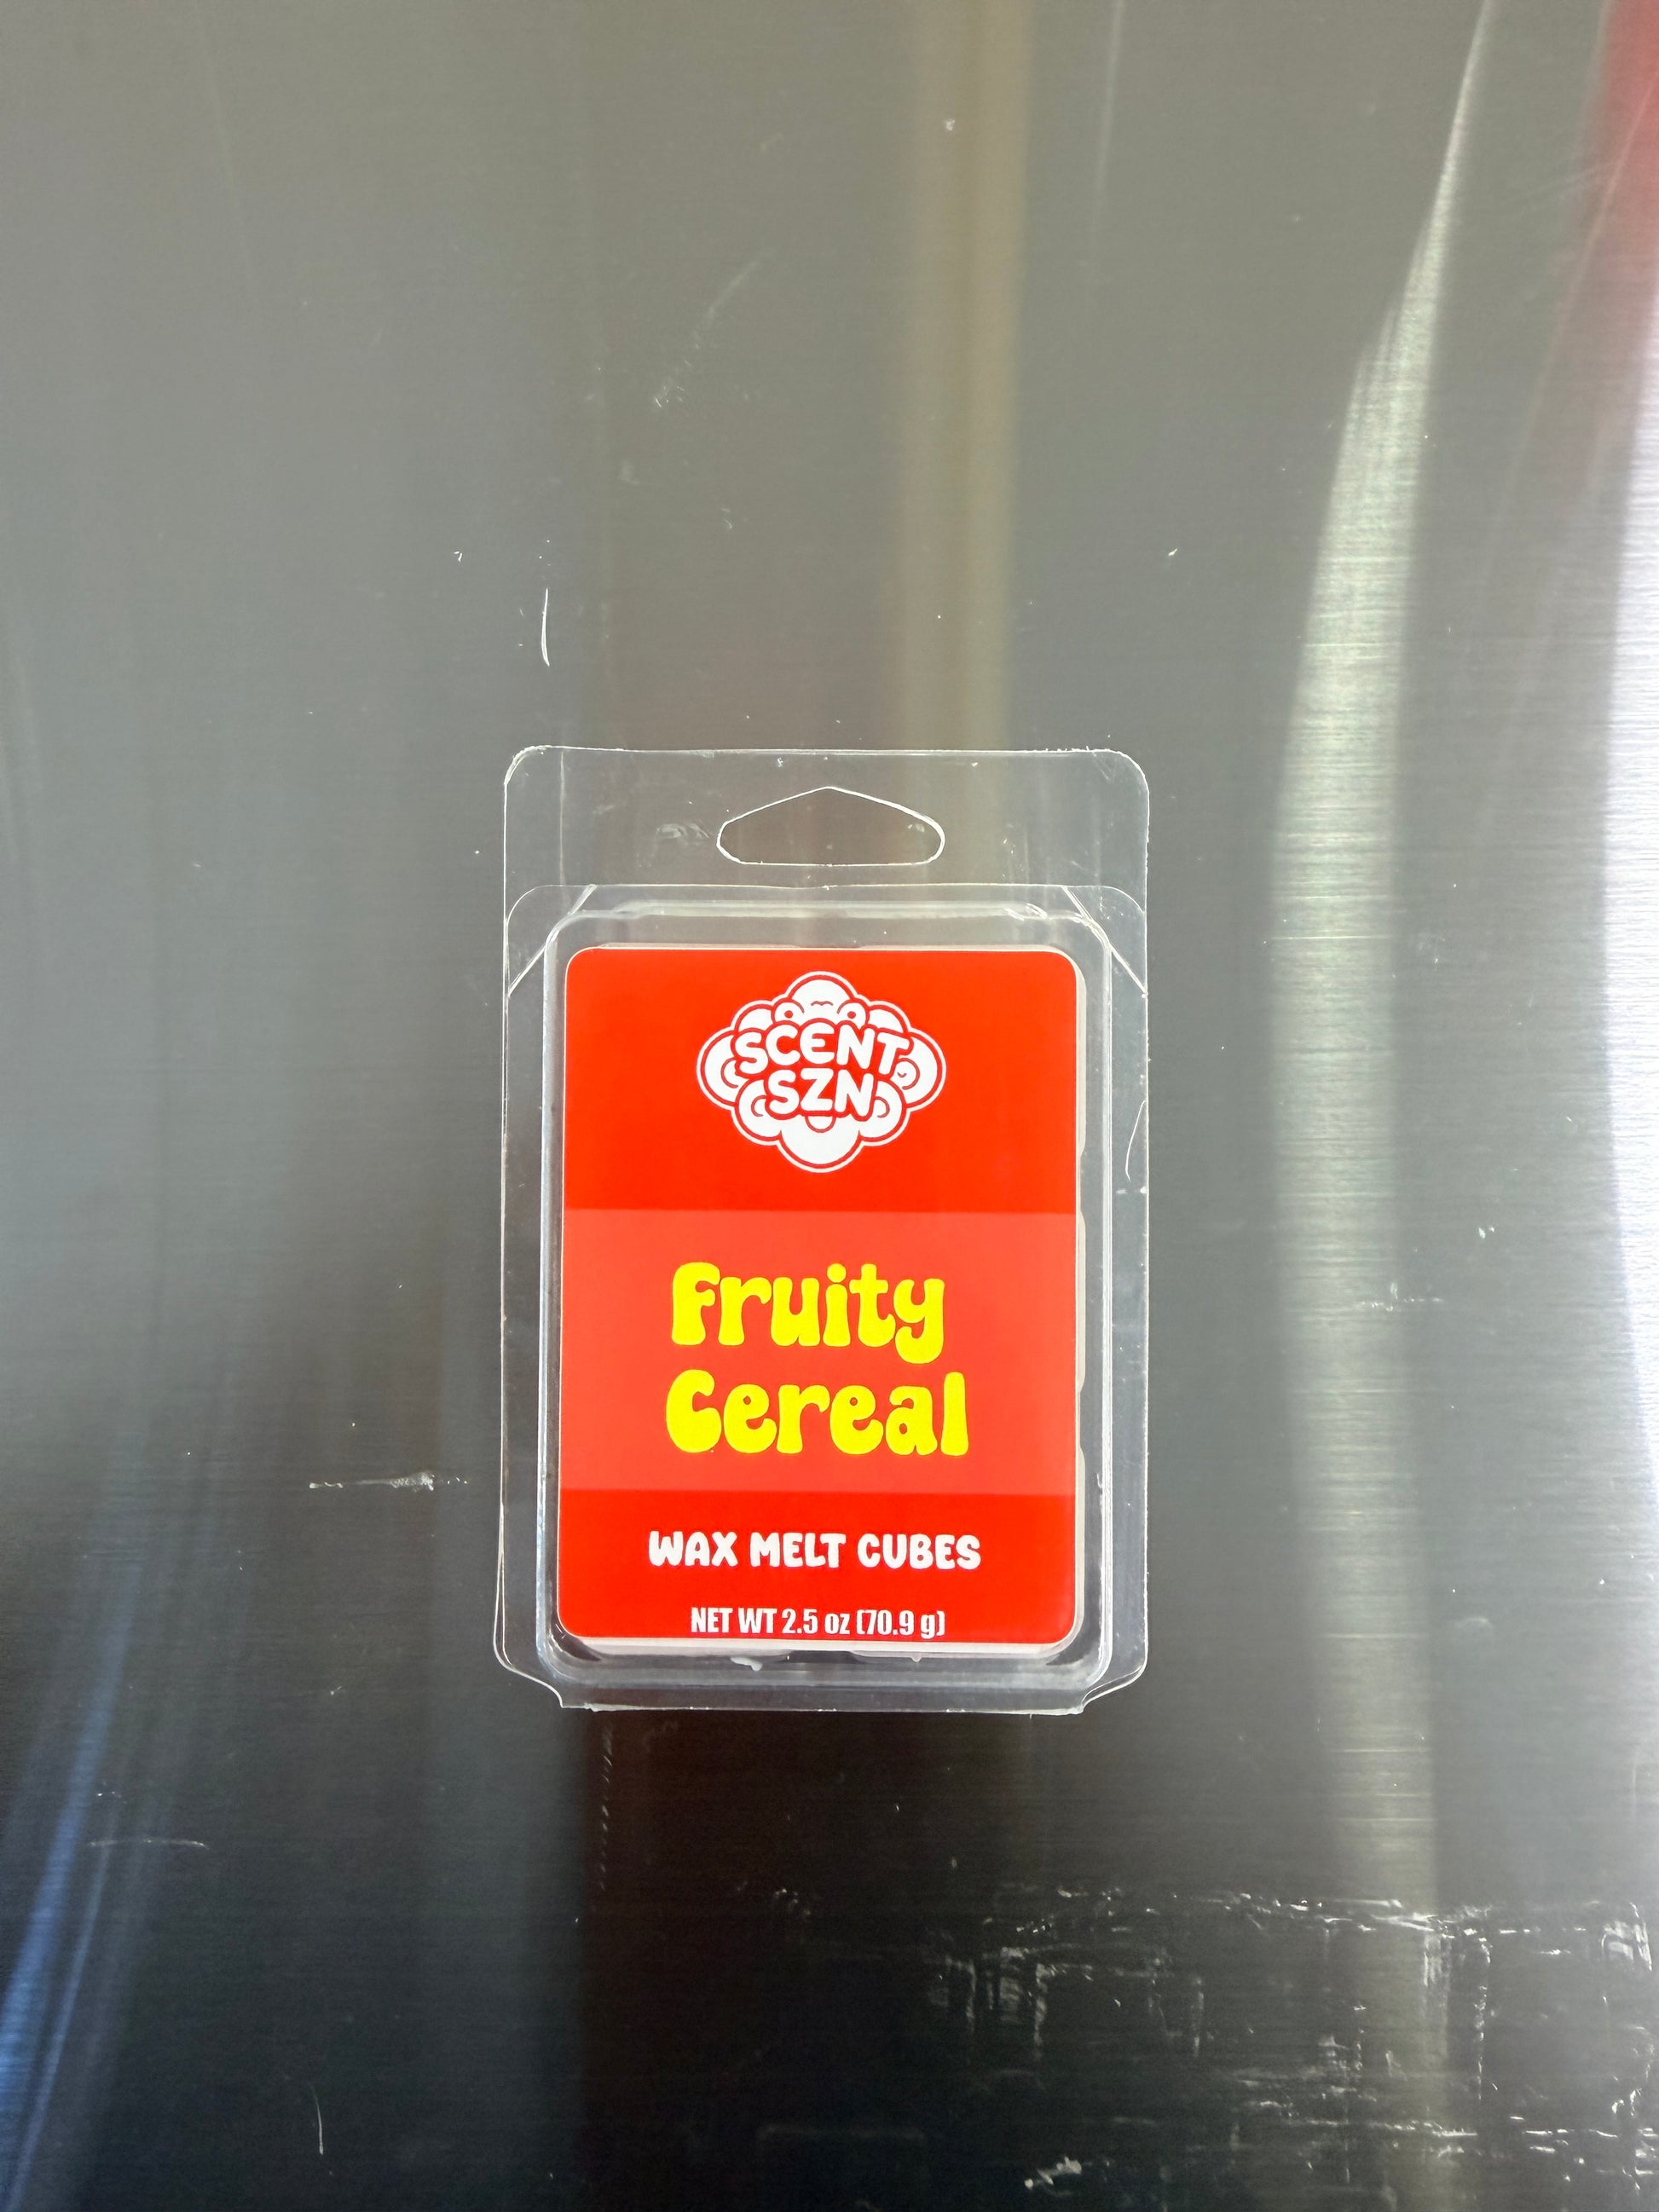 SCENT
SZN
Fruity
Cereal
WAX MELT CUBES
NET WT 2.5 oz (70.9 g)